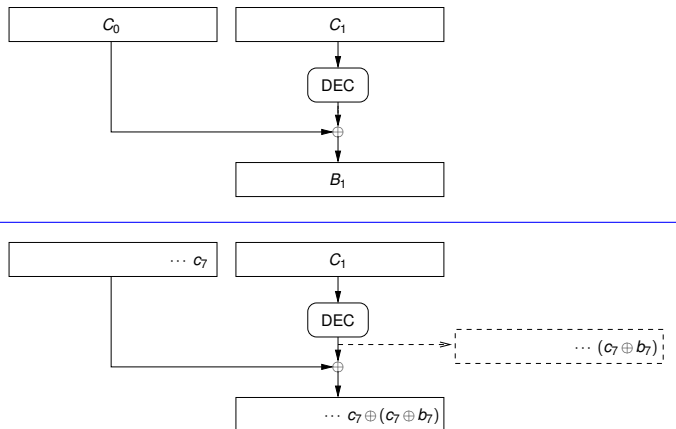 C₀ C₁
DEC
⊕
B₁
⋯ c₇ C₁
DEC
⋯ (c₇ ⊕ b₇)
⊕
⋯ c₇ ⊕ (c₇ ⊕ b₇)